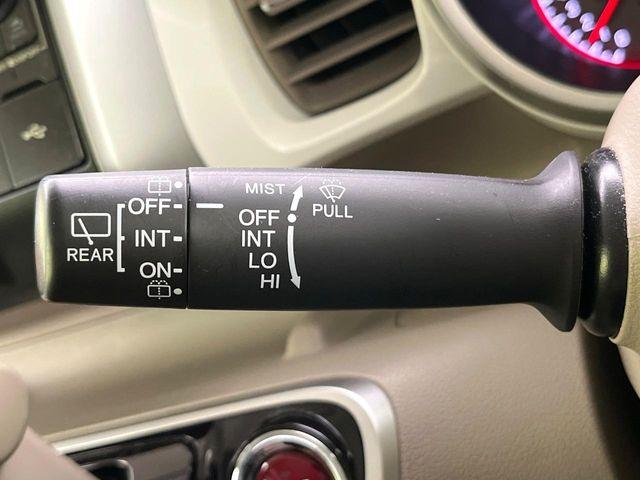 REAR
OFF
INT
ON
MIST
OFF
INT
LO
HI
PULL